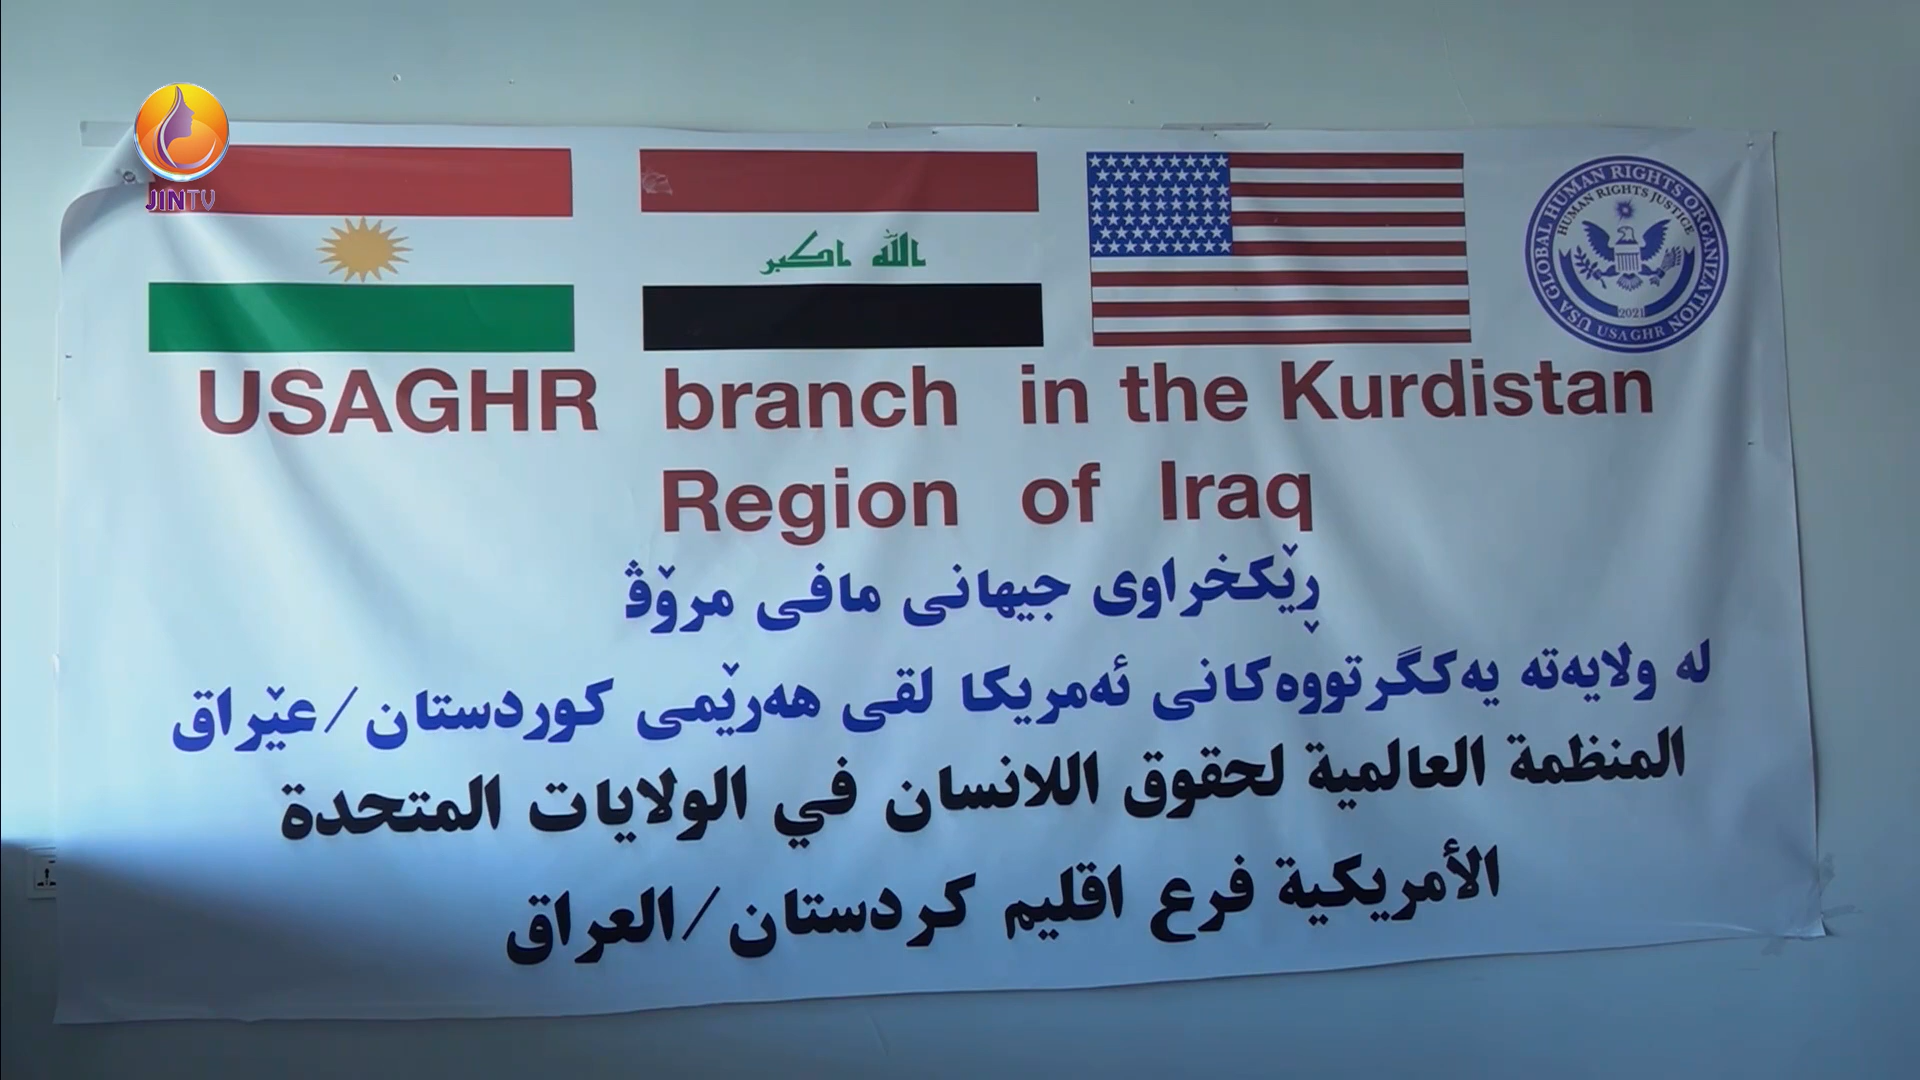 JINTV
الله اكبر
USA GLOBAL HUMAN RIGHTS ORGANIZATION
HUMAN RIGHTS JUSTICE
2021
USAGHR
USAGHR branch in the Kurdistan
Region of Iraq
ڕێکخراوی جیهانی مافی مرۆڤ
لە ولایەتە یەکگرتووەکانی ئەمریکا لقی هەرێمی کوردستان/عێراق
المنظمة العالمية لحقوق اللانسان في الولايات المتحدة
الأمريكية فرع اقليم كردستان/العراق